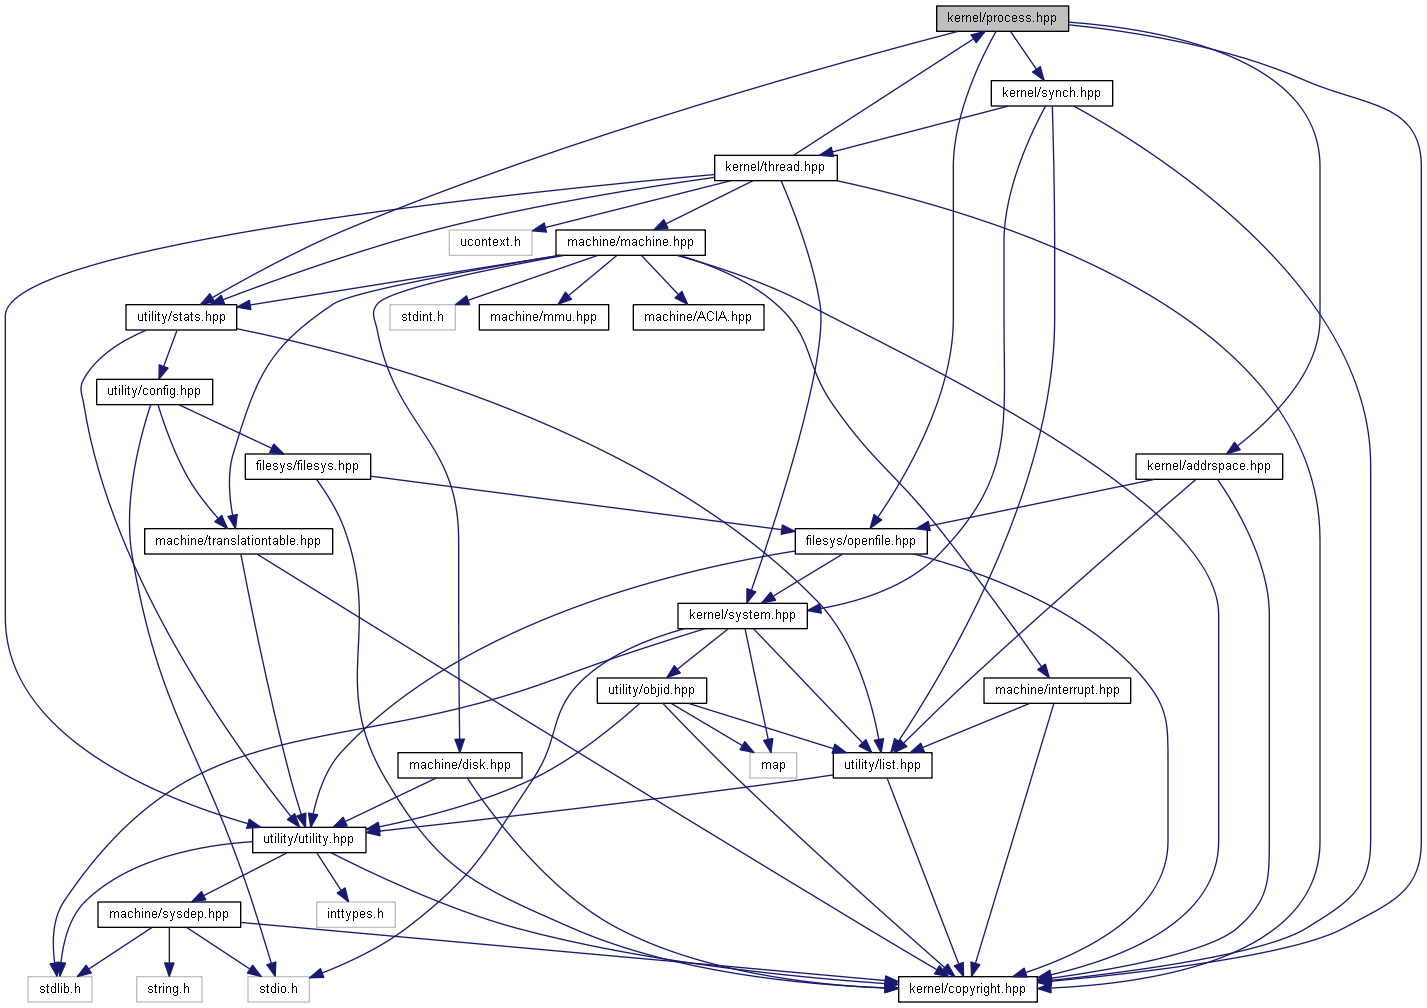 kernel/process.hpp
kernel/synch.hpp
kernel/thread.hpp
ucontext.h
machine/machine.hpp
utility/stats.hpp
stdint.h
machine/mmu.hpp
machine/ACIA.hpp
utility/config.hpp
filesys/filesys.hpp
kernel/addrspace.hpp
machine/translationtable.hpp
filesys/openfile.hpp
kernel/system.hpp
utility/objid.hpp
machine/interrupt.hpp
machine/disk.hpp
map
utility/list.hpp
utility/utility.hpp
machine/sysdep.hpp
inttypes.h
stdlib.h
string.h
stdio.h
kernel/copyright.hpp